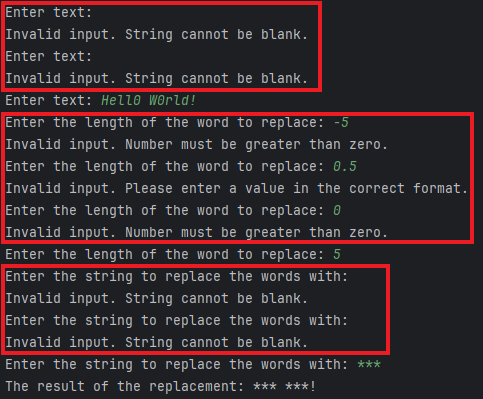 Enter text:
Invalid input. String cannot be blank.
Enter text:
Invalid input. String cannot be blank.
Enter text: Hell0 W0rld!
Enter the length of the word to replace: -5
Invalid input. Number must be greater than zero.
Enter the length of the word to replace: 0.5
Invalid input. Please enter a value in the correct format.
Enter the length of the word to replace: 0
Invalid input. Number must be greater than zero.
Enter the length of the word to replace: 5
Enter the string to replace the words with:
Invalid input. String cannot be blank.
Enter the string to replace the words with:
Invalid input. String cannot be blank.
Enter the string to replace the words with: ***
The result of the replacement: *** ***!